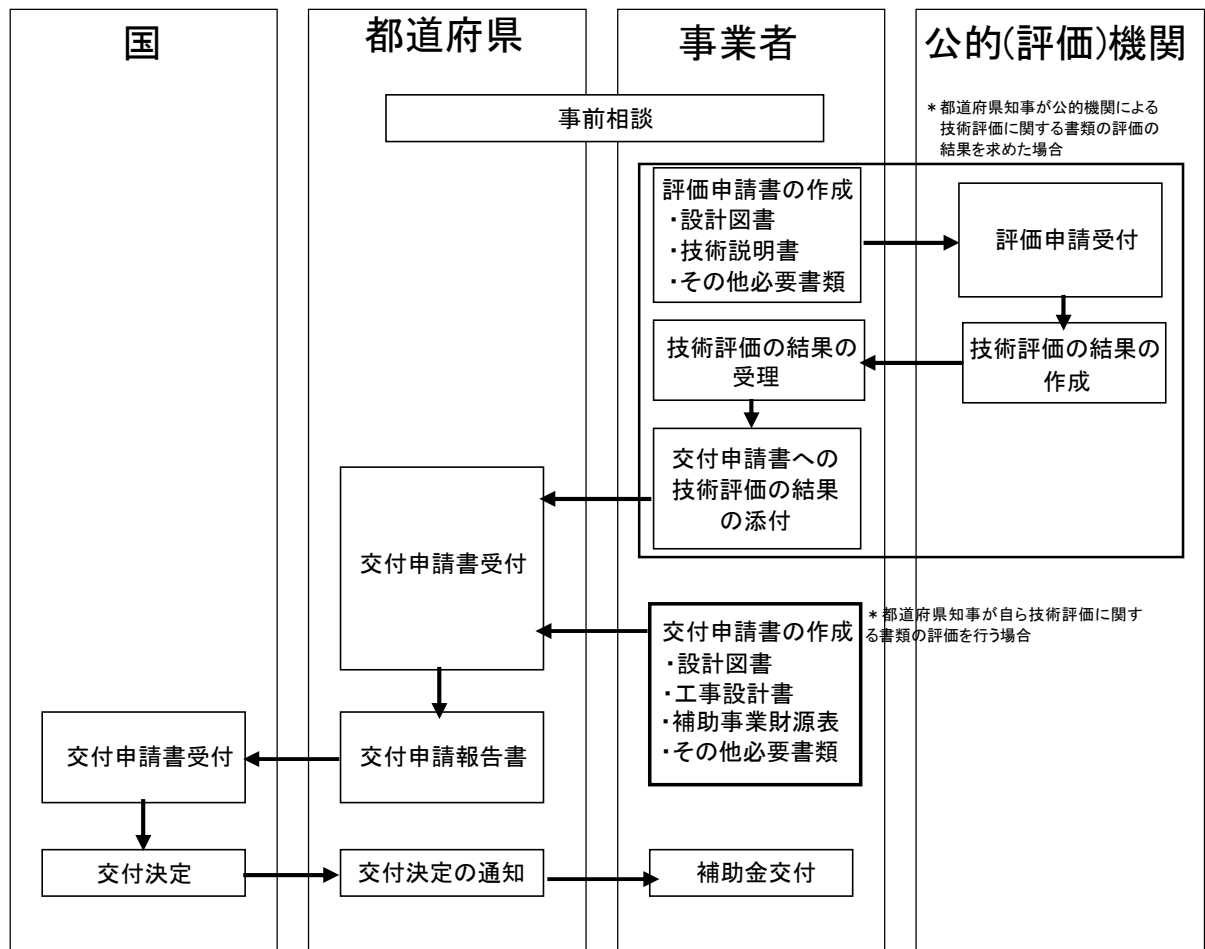 国
都道府県
事業者
公的(評価)機関
事前相談
＊都道府県知事が公的機関による
技術評価に関する書類の評価の
結果を求めた場合
評価申請書の作成
・設計図書
・技術説明書
・その他必要書類
評価申請受付
技術評価の結果の
受理
技術評価の結果の
作成
交付申請書への
技術評価の結果
の添付
交付申請書受付
＊都道府県知事が自ら技術評価に関す
る書類の評価を行う場合
交付申請書の作成
・設計図書
・工事設計書
・補助事業財源表
・その他必要書類
交付申請書受付
交付申請報告書
交付決定
交付決定の通知
補助金交付